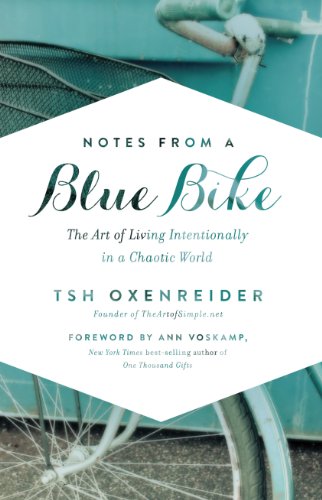 NOTES FROM A
Blue Bike
The Art of Living Intentionally
in a Chaotic World
TSH OXENREIDER
Founder of TheArtofSimple.net
FOREWORD BY ANN VOSKAMP,
New York Times best-selling author of
One Thousand Gifts